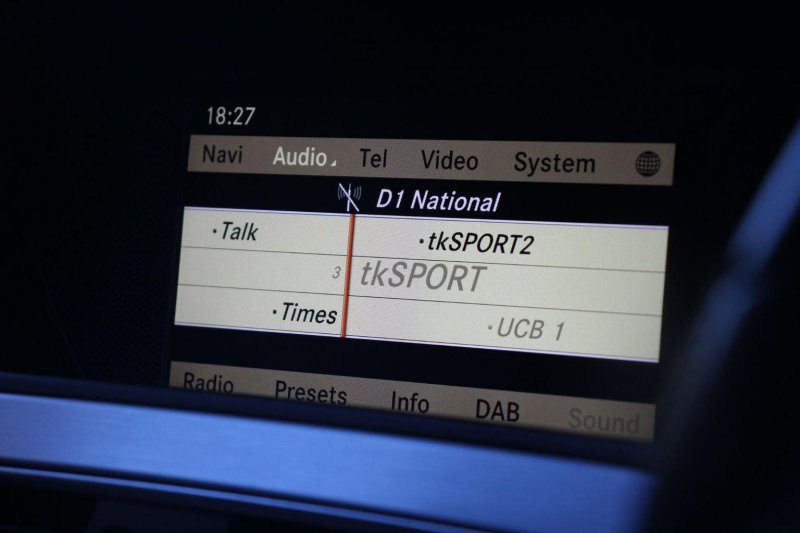 18:27
Navi Audio Tel Video System
D1 National
·Talk ·tkSPORT2
3 tkSPORT
·Times ·UCB 1
Radio Presets Info DAB Sound